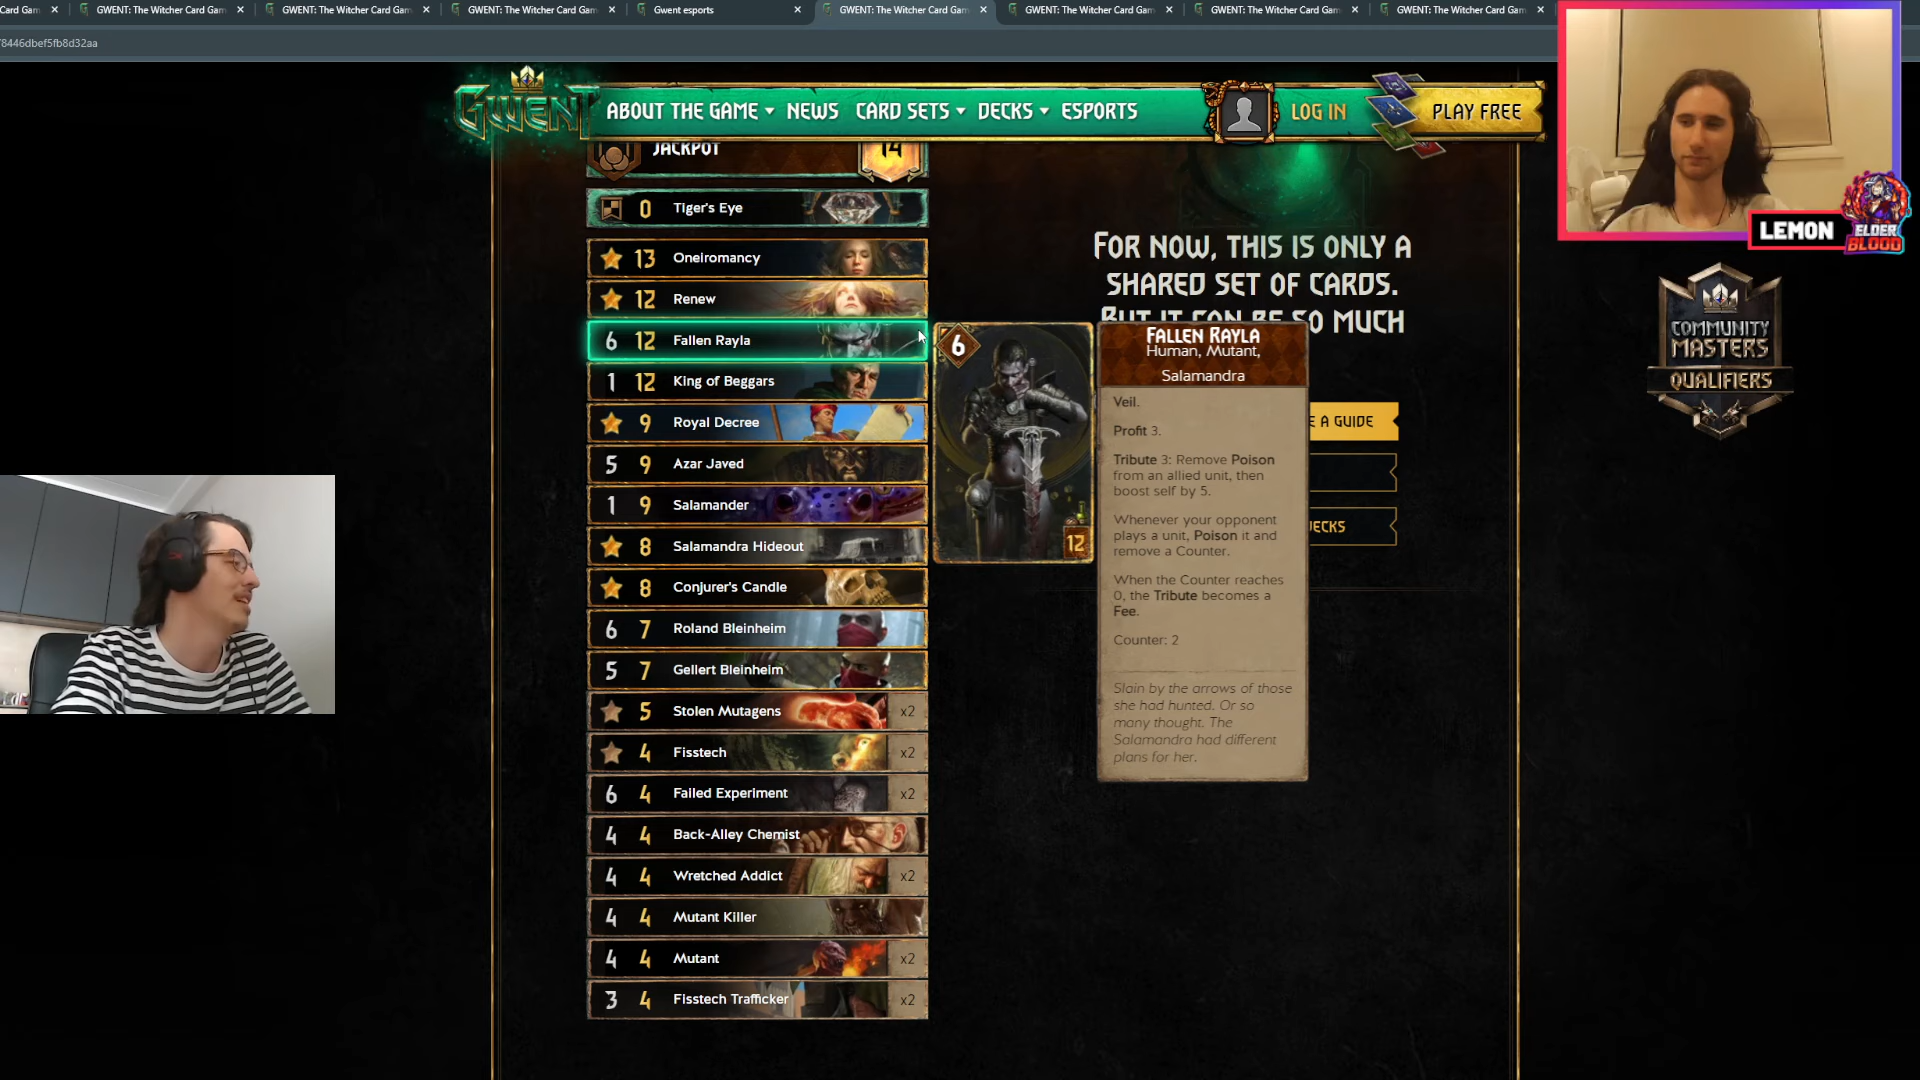 Card Gam
GWENT: The Witcher Card Gam
GWENT: The Witcher Card Gam
GWENT: The Witcher Card Gam
Gwent esports
GWENT: The Witcher Card Gam
GWENT: The Witcher Card Gam
GWENT: The Witcher Card Gam
GWENT: The Witcher Card Gam
8446dbef5fb8d32aa
GWENT
ABOUT THE GAME
NEWS
CARD SETS
DECKS
ESPORTS
LOG IN
PLAY FREE
JACKPOT
14
0 Tiger's Eye
13 Oneiromancy
12 Renew
6 12 Fallen Rayla
1 12 King of Beggars
9 Royal Decree
5 9 Azar Javed
1 9 Salamander
8 Salamandra Hideout
8 Conjurer's Candle
6 7 Roland Bleinheim
5 7 Gellert Bleinheim
5 Stolen Mutagens x2
4 Fisstech x2
6 4 Failed Experiment x2
4 4 Back-Alley Chemist
4 4 Wretched Addict x2
4 4 Mutant Killer
4 4 Mutant x2
3 4 Fisstech Trafficker x2
FOR NOW, THIS IS ONLY A
SHARED SET OF CARDS.
BUT IT CAN BE SO MUCH
6
12
FALLEN RAYLA
Human, Mutant,
Salamandra
Veil.
Profit 3.
Tribute 3: Remove Poison
from an allied unit, then
boost self by 5.
Whenever your opponent
plays a unit, Poison it and
remove a Counter.
When the Counter reaches
0, the Tribute becomes a
Fee.
Counter: 2
Slain by the arrows of those
she had hunted. Or so
many thought. The
Salamandra had different
plans for her.
E A GUIDE
DECKS
LEMON
ELDER
BLOOD
COMMUNITY
MASTERS
QUALIFIERS